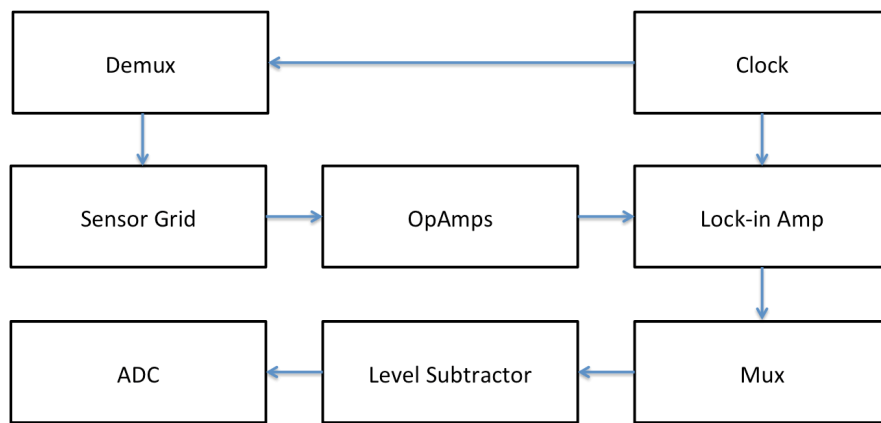 Demux
Clock
Sensor Grid
OpAmps
Lock-in Amp
ADC
Level Subtractor
Mux